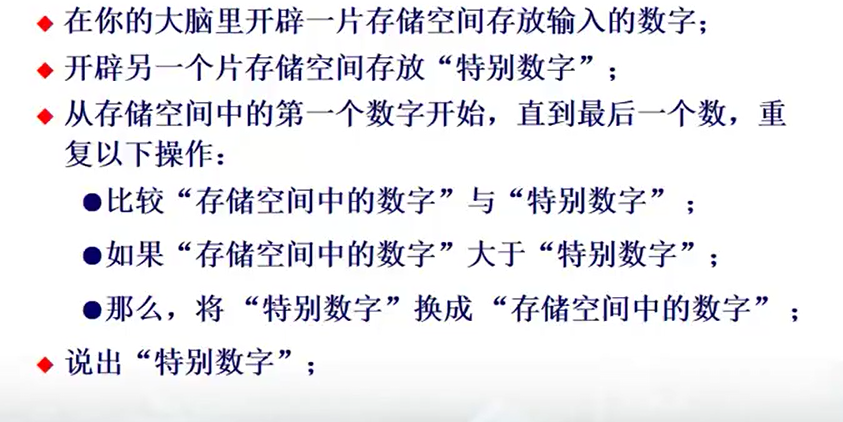 ◆ 在你的大脑里开辟一片存储空间存放输入的数字；
◆ 开辟另一个片存储空间存放“特别数字”；
◆ 从存储空间中的第一个数字开始，直到最后一个数，重
复以下操作：
●比较“存储空间中的数字”与“特别数字” ；
●如果“存储空间中的数字”大于“特别数字”；
●那么，将 “特别数字”换成 “存储空间中的数字” ；
◆ 说出“特别数字”；